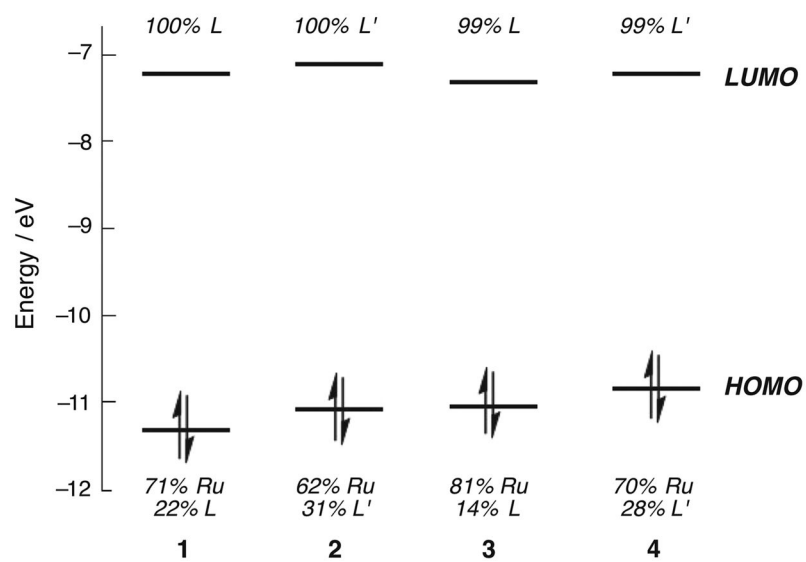 100% L 100% L' 99% L 99% L'
–7
LUMO
–8
–9
Energy / eV
–10
HOMO
–11
–12
71% Ru 62% Ru 81% Ru 70% Ru
22% L 31% L' 14% L 28% L'
1 2 3 4